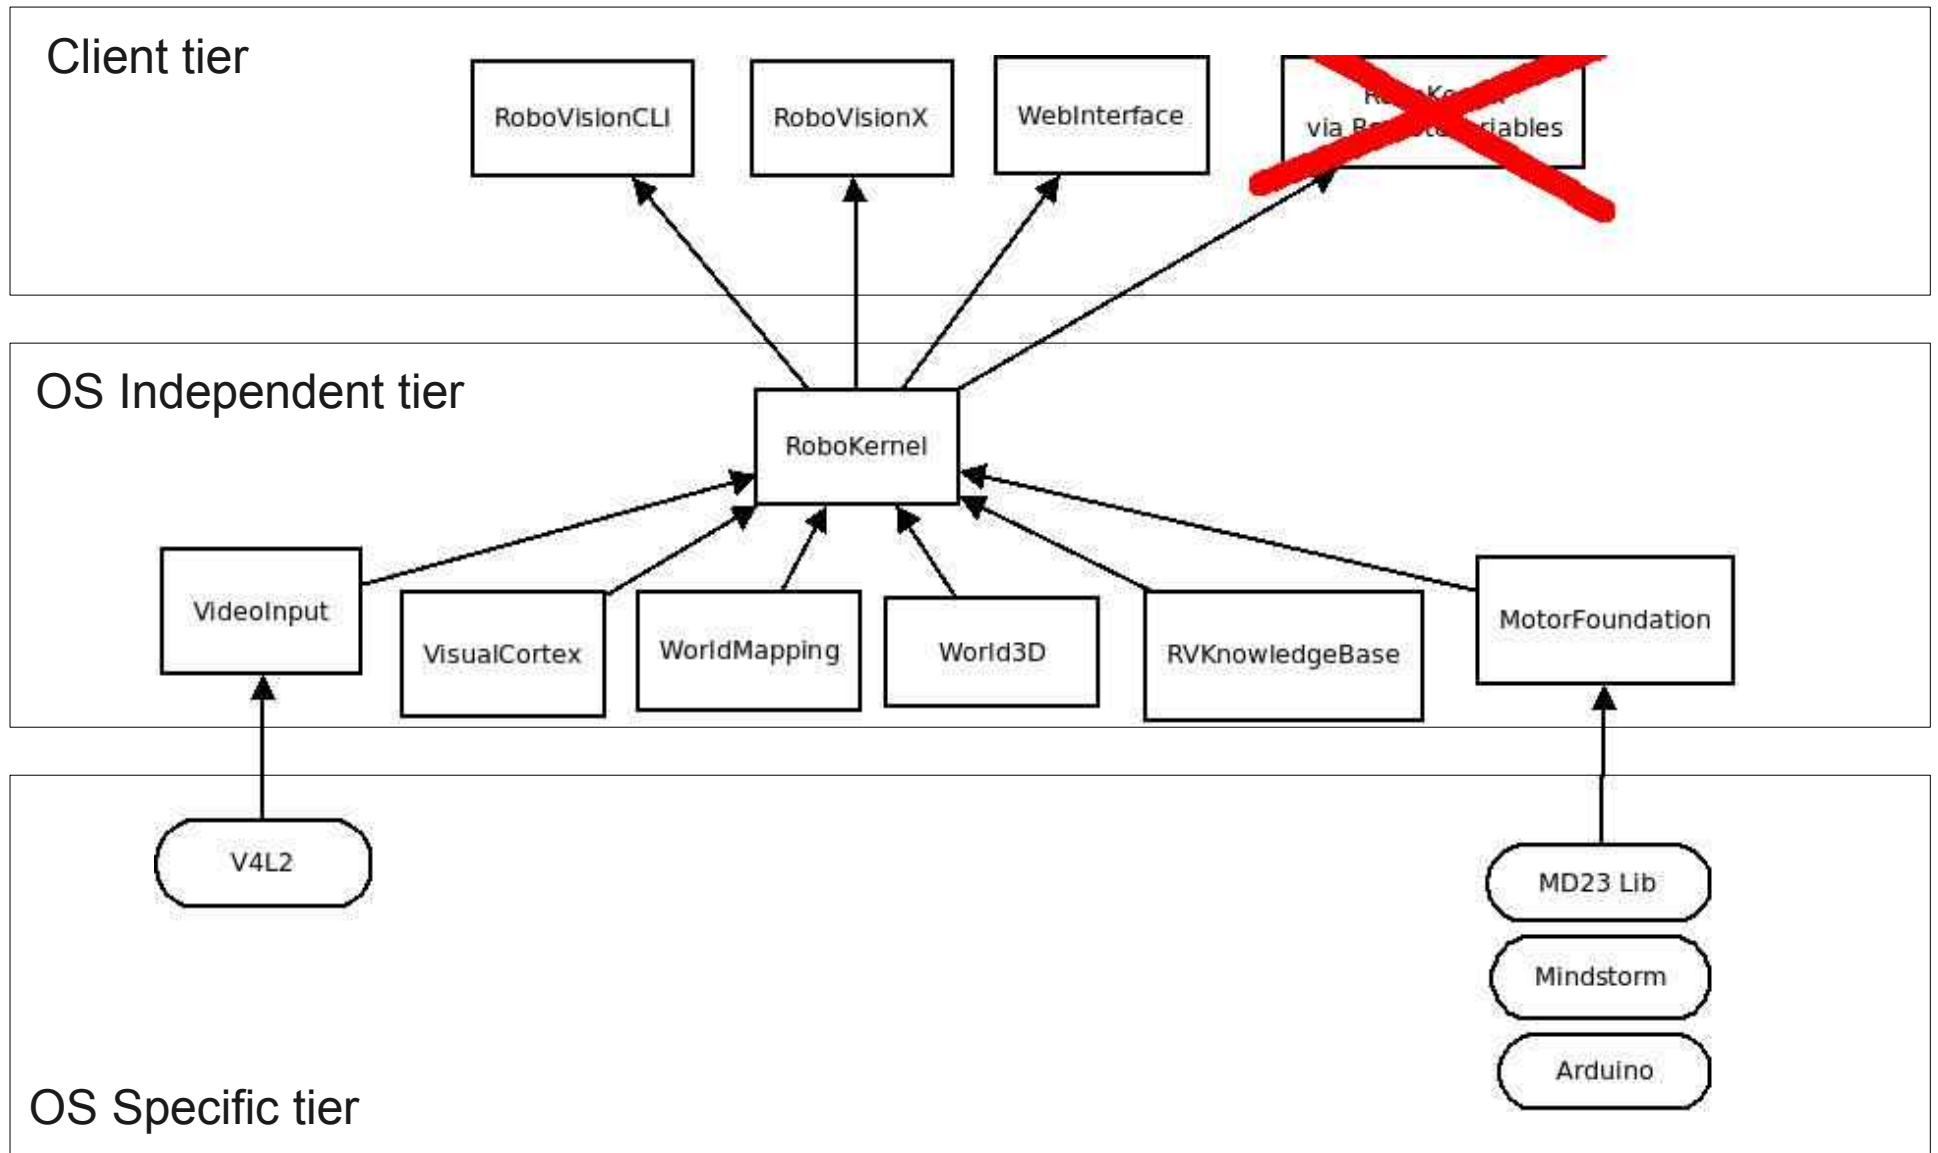 Client tier
RoboVisionCLI
RoboVisionX
WebInterface
via
OS Independent tier
RoboKernel
VideoInput
VisualCortex
WorldMapping
World3D
RVKnowledgeBase
MotorFoundation
V4L2
MD23 Lib
Mindstorm
Arduino
OS Specific tier